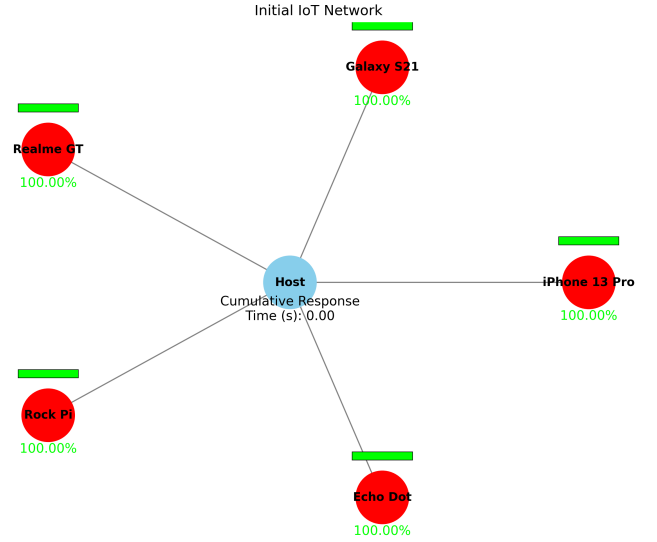 Initial IoT Network
Galaxy S21
100.00%
Realme GT
100.00%
Host
Cumulative Response
Time (s): 0.00
iPhone 13 Pro
100.00%
Rock Pi
100.00%
Echo Dot
100.00%